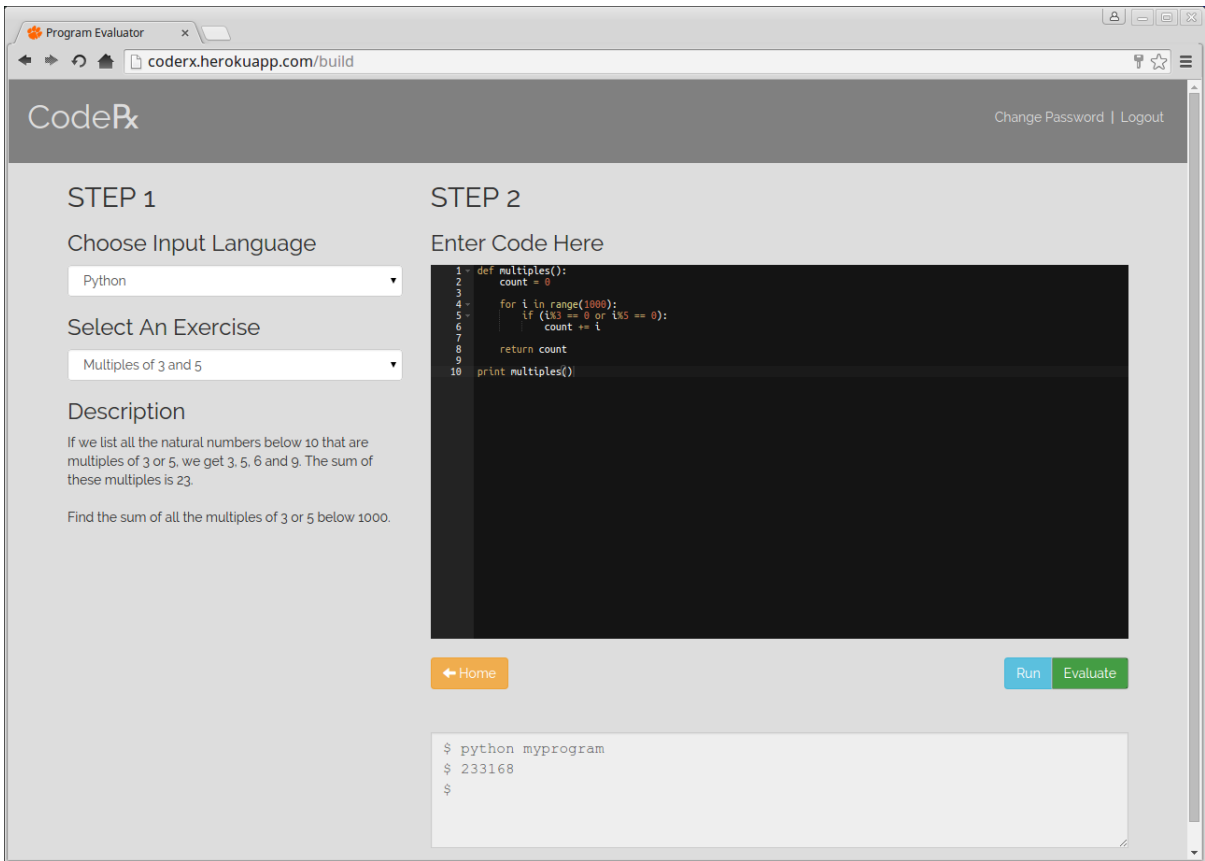 Program Evaluator
coderx.herokuapp.com/build
Code℞
Change Password | Logout
STEP 1
Choose Input Language
Python
Select An Exercise
Multiples of 3 and 5
Description
If we list all the natural numbers below 10 that are
multiples of 3 or 5, we get 3, 5, 6 and 9. The sum of
these multiples is 23.
Find the sum of all the multiples of 3 or 5 below 1000.
STEP 2
Enter Code Here
1 def multiples():
2     count = 0
3
4     for i in range(1000):
5         if (i%3 == 0 or i%5 == 0):
6             count += i
7
8     return count
9
10 print multiples()
Home
Run Evaluate
$ python myprogram
$ 233168
$